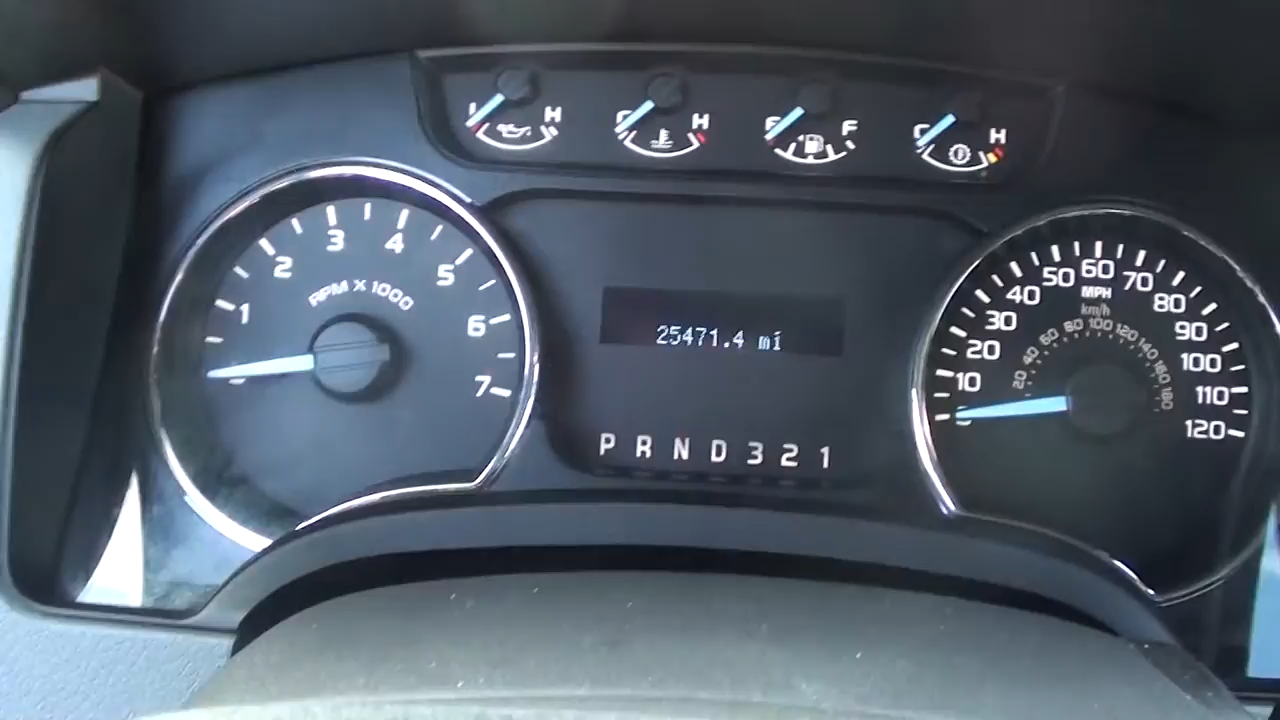 L H
C H
E F
C H
1 2 3 4 5 6 7
RPM X 1000
25471.4 mi
P R N D 3 2 1
10 20 30 40 50 60 70 80 90 100 110 120
MPH
km/h
20 40 60 80 100 120 140 160 180